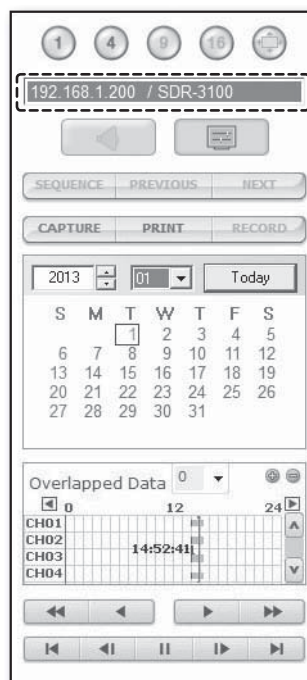 1 4 9 16
192.168.1.200 / SDR-3100
SEQUENCE PREVIOUS NEXT
CAPTURE PRINT RECORD
2013 01 Today
S M T W T F S
1 2 3 4 5
6 7 8 9 10 11 12
13 14 15 16 17 18 19
20 21 22 23 24 25 26
27 28 29 30 31
Overlapped Data 0
0 12 24
CH01
CH02
14:52:41
CH03
CH04